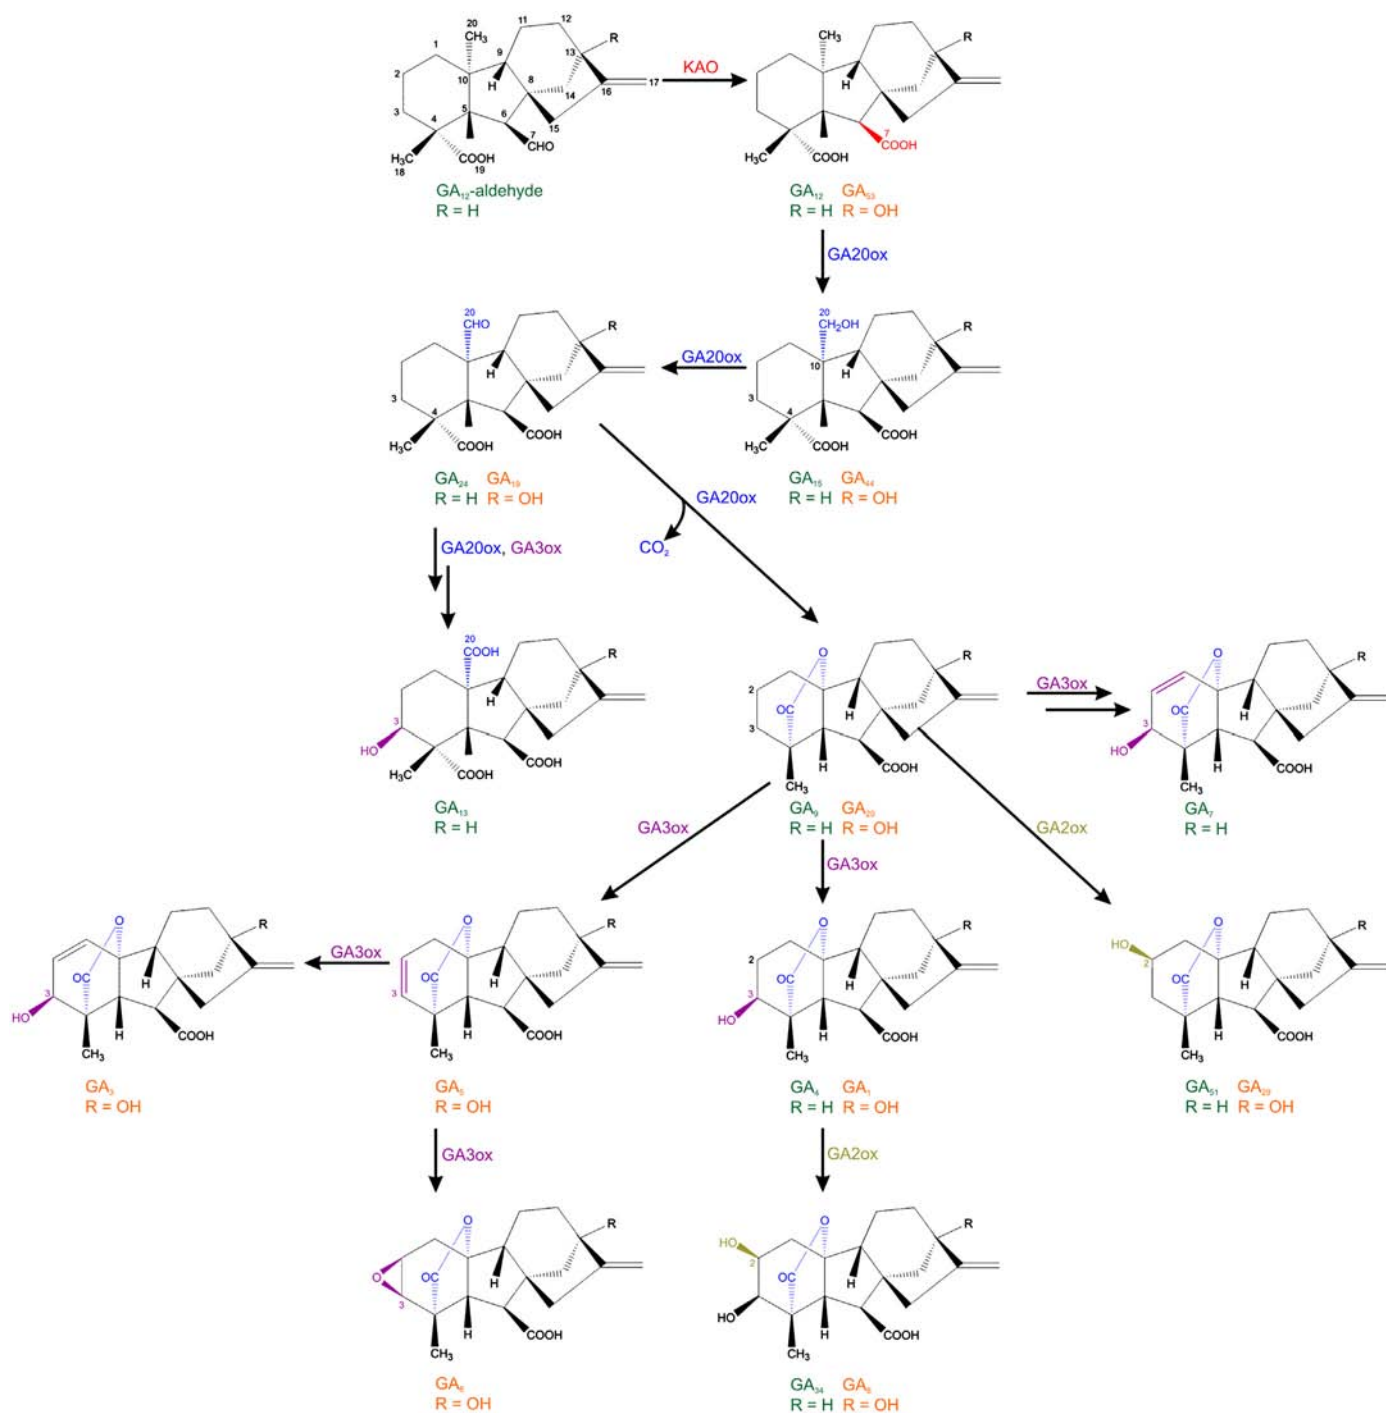 20
CH₃
11
12
R
1
9
13
2
10
H
8
14
16
17
3
5
6
15
4
7
CHO
H₃C
18
COOH
19
GA₁₂-aldehyde
R = H
KAO
CH₃
R
H
7
COOH
H₃C
COOH
GA₁₂ GA₅₃
R = H R = OH
GA20ox
20
CHO
R
H
3
4
H₃C
COOH
COOH
GA₂₄ GA₁₉
R = H R = OH
GA20ox
20
CH₂OH
R
10
H
3
4
H₃C
COOH
COOH
GA₁₅ GA₄₄
R = H R = OH
GA20ox
CO₂
GA20ox, GA3ox
20
COOH
R
H
3
HO
H₃C
COOH
COOH
GA₁₃
R = H
O
R
2
OC
H
3
H
COOH
CH₃
GA₉ GA₂₀
R = H R = OH
GA3ox
O
R
OC
H
3
HO
H
COOH
CH₃
GA₇
R = H
GA3ox
GA3ox
GA2ox
O
R
OC
H
3
HO
H
COOH
CH₃
GA₃
R = OH
GA3ox
O
R
OC
H
3
H
COOH
CH₃
GA₅
R = OH
O
R
2
OC
H
3
HO
H
COOH
CH₃
GA₄ GA₁
R = H R = OH
O
R
HO
2
OC
H
H
COOH
CH₃
GA₅₁ GA₂₉
R = H R = OH
GA3ox
GA2ox
O
R
O
OC
H
3
H
COOH
CH₃
GA₆
R = OH
O
R
HO
2
OC
H
HO
H
COOH
CH₃
GA₃₄ GA₈
R = H R = OH